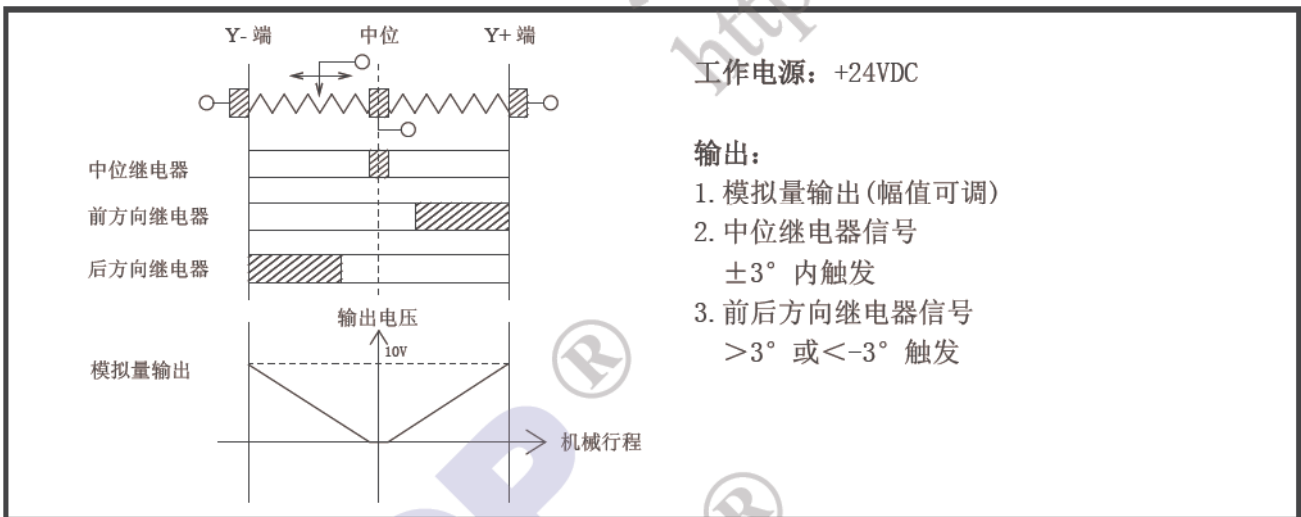 Y- 端 中位 Y+ 端
中位继电器
前方向继电器
后方向继电器
输出电压
10V
模拟量输出
机械行程
工作电源: +24VDC
输出:
1. 模拟量输出(幅值可调)
2. 中位继电器信号
±3° 内触发
3. 前后方向继电器信号
>3° 或<-3° 触发
http
OP®
®